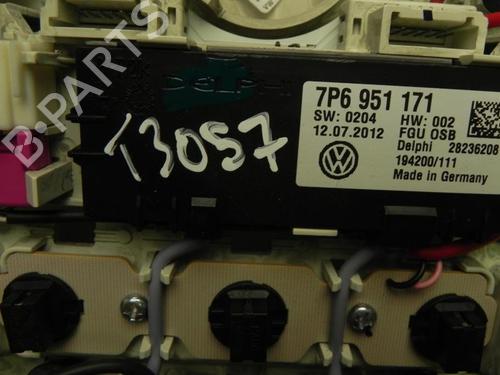 B-PARTS
DELPHI
13057
7P6 951 171
SW: 0204 HW: 002
12.07.2012 FGU OSB
Delphi 28236208
194200/111
Made in Germany